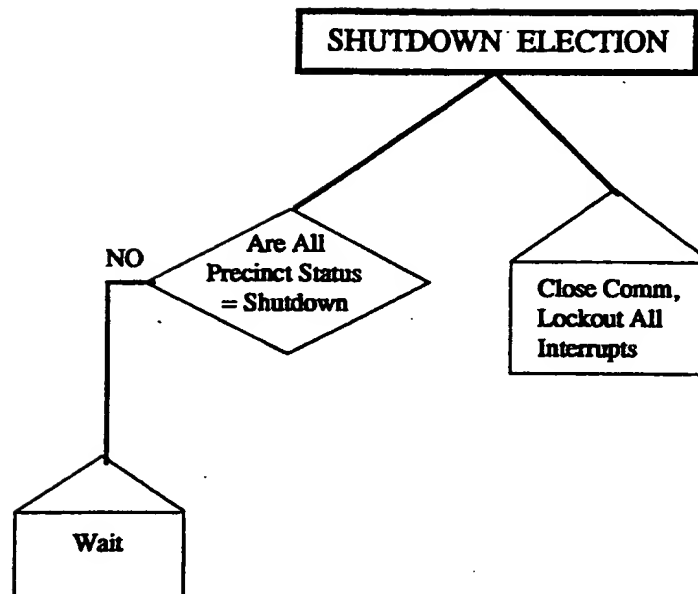 SHUTDOWN ELECTION
Are All
Precinct Status
= Shutdown
NO
Close Comm,
Lockout All
Interrupts
Wait